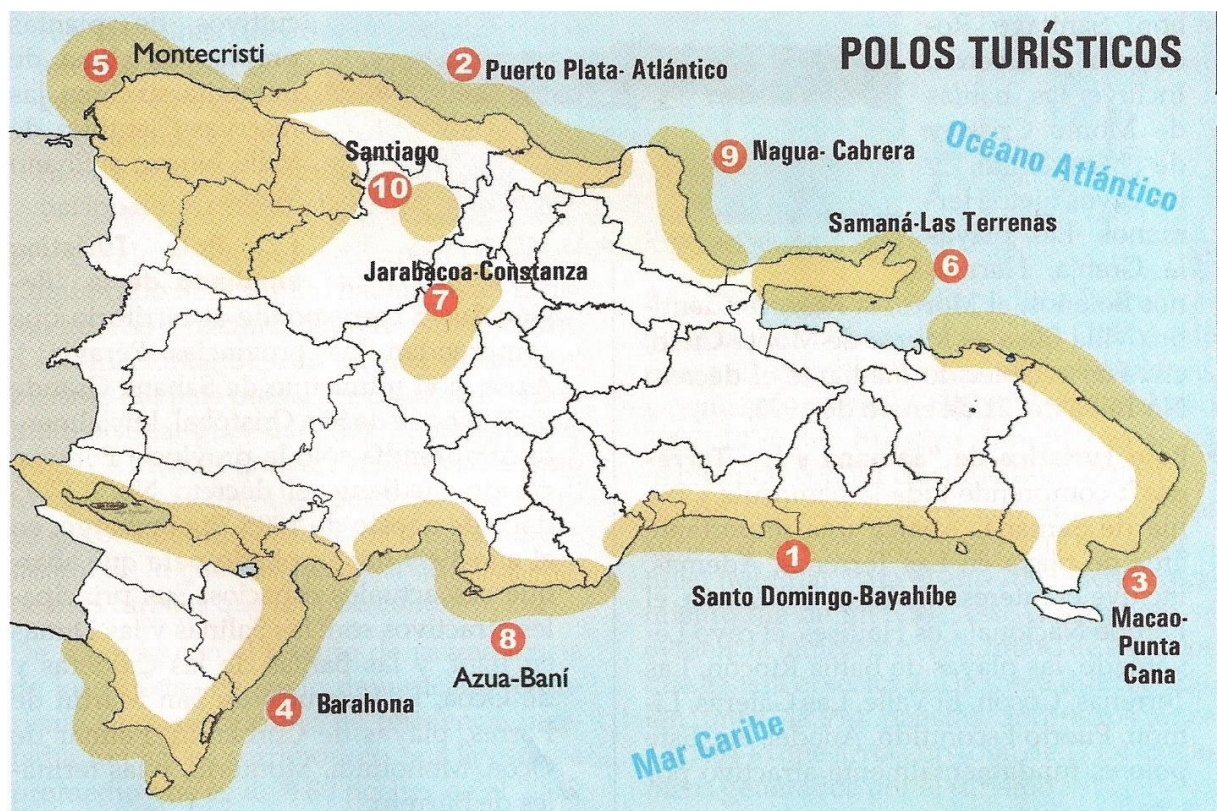 POLOS TURÍSTICOS
5 Montecristi
2 Puerto Plata- Atlántico
Océano Atlántico
9 Nagua- Cabrera
Santiago
10
Samaná-Las Terrenas
6
Jarabacoa-Constanza
7
1
Santo Domingo-Bayahíbe
3
Macao-
Punta
Cana
8
Azua-Baní
4 Barahona
Mar Caribe